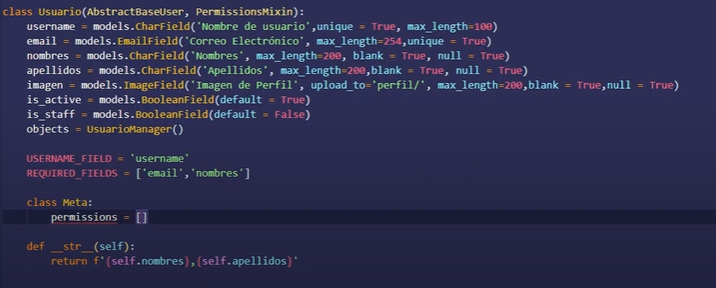 class Usuario(AbstractBaseUser, PermissionsMixin):
    username = models.CharField('Nombre de usuario',unique = True, max_length=100)
    email = models.EmailField('Correo Electrónico', max_length=254,unique = True)
    nombres = models.CharField('Nombres', max_length=200, blank = True, null = True)
    apellidos = models.CharField('Apellidos', max_length=200,blank = True, null = True)
    imagen = models.ImageField('Imagen de Perfil', upload_to='perfil/', max_length=200,blank = True,null = True)
    is_active = models.BooleanField(default = True)
    is_staff = models.BooleanField(default = False)
    objects = UsuarioManager()

    USERNAME_FIELD = 'username'
    REQUIRED_FIELDS = ['email','nombres']

    class Meta:
        permissions = []

    def __str__(self):
        return f'{self.nombres},{self.apellidos}'